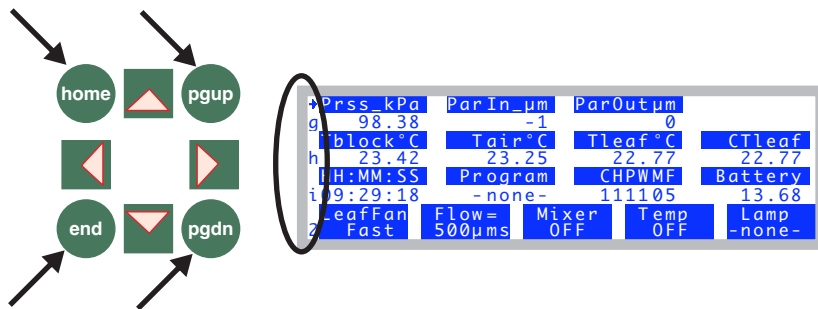 home pgup
end pgdn
→Prss_kPa ParIn_µm ParOutµm
g 98.38 -1 0
Tblock°C Tair°C Tleaf°C CTleaf
h 23.42 23.25 22.77 22.77
HH:MM:SS Program CHPWMF Battery
i 09:29:18 -none- 111105 13.68
LeafFan Flow= Mixer Temp Lamp
2 Fast 500µms OFF OFF -none-